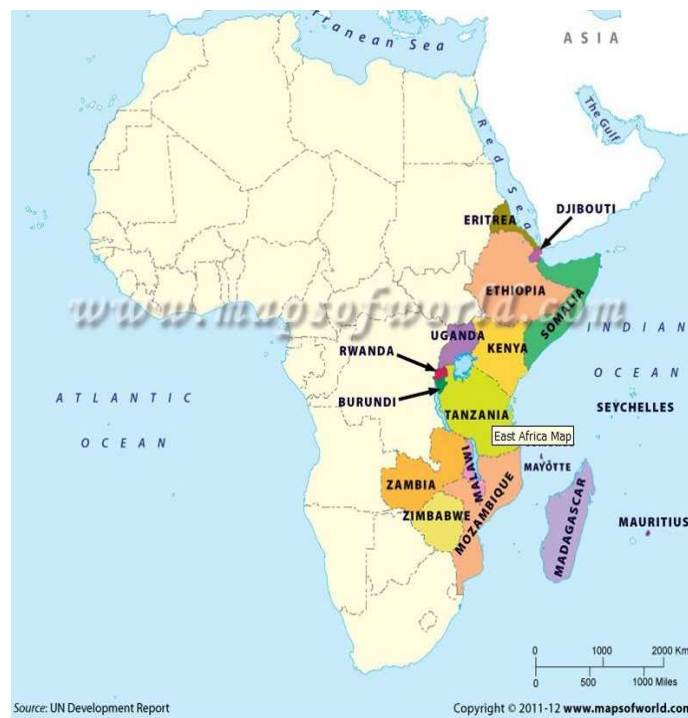 rranean Sea
ASIA
The Gulf
Red Sea
DJIBOUTI
ERITREA
ETHIOPIA
SOMALIA
www.mapsofworld.com
UGANDA
KENYA
INDIAN
OCEAN
RWANDA
BURUNDI
ATLANTIC
OCEAN
TANZANIA
SEYCHELLES
East Africa Map
MAYOTTE
MALAWI
ZAMBIA
ZIMBABWE
MOZAMBIQUE
MADAGASCAR
MAURITIUS
0 1000 2000 Km
0 500 1000 Miles
Source: UN Development Report
Copyright © 2011-12 www.mapsofworld.com